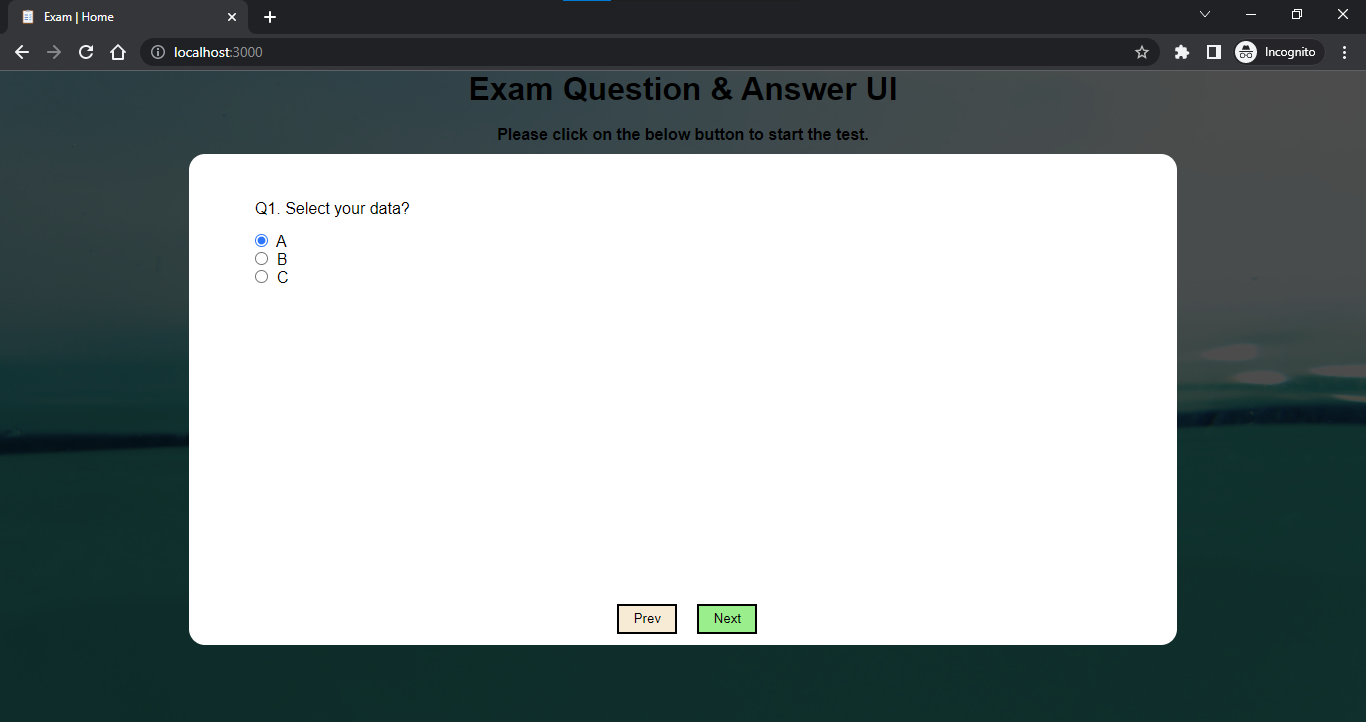 Exam | Home
localhost:3000
Incognito
Exam Question & Answer UI
Please click on the below button to start the test.
Q1. Select your data?
A
B
C
Prev
Next